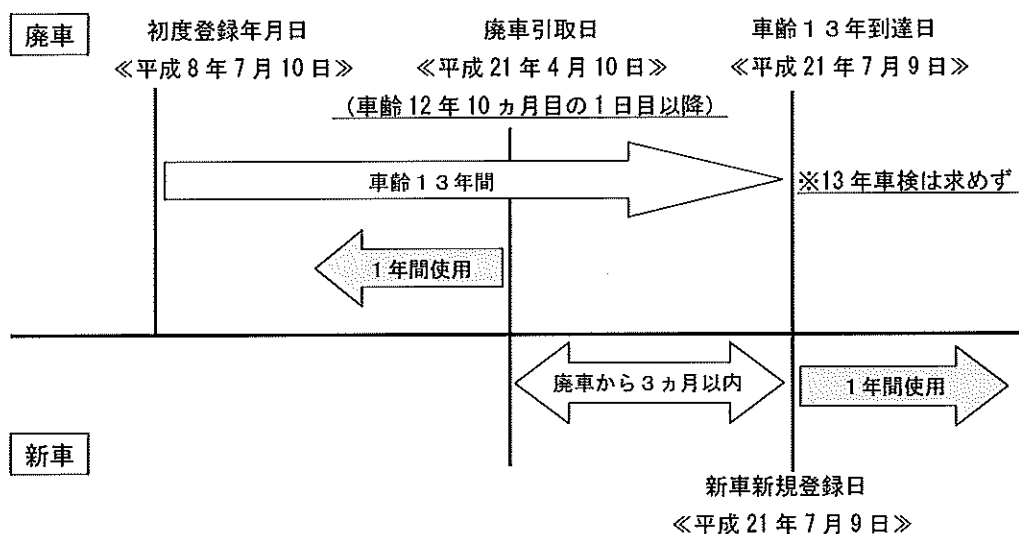 廃車
初度登録年月日
廃車引取日
車齢13年到達日
≪平成8年7月10日≫
≪平成21年4月10日≫
≪平成21年7月9日≫
(車齢12年10ヵ月目の1日目以降)
車齢13年間
※13年車検は求めず
1年間使用
廃車から3ヵ月以内
1年間使用
新車
新車新規登録日
≪平成21年7月9日≫